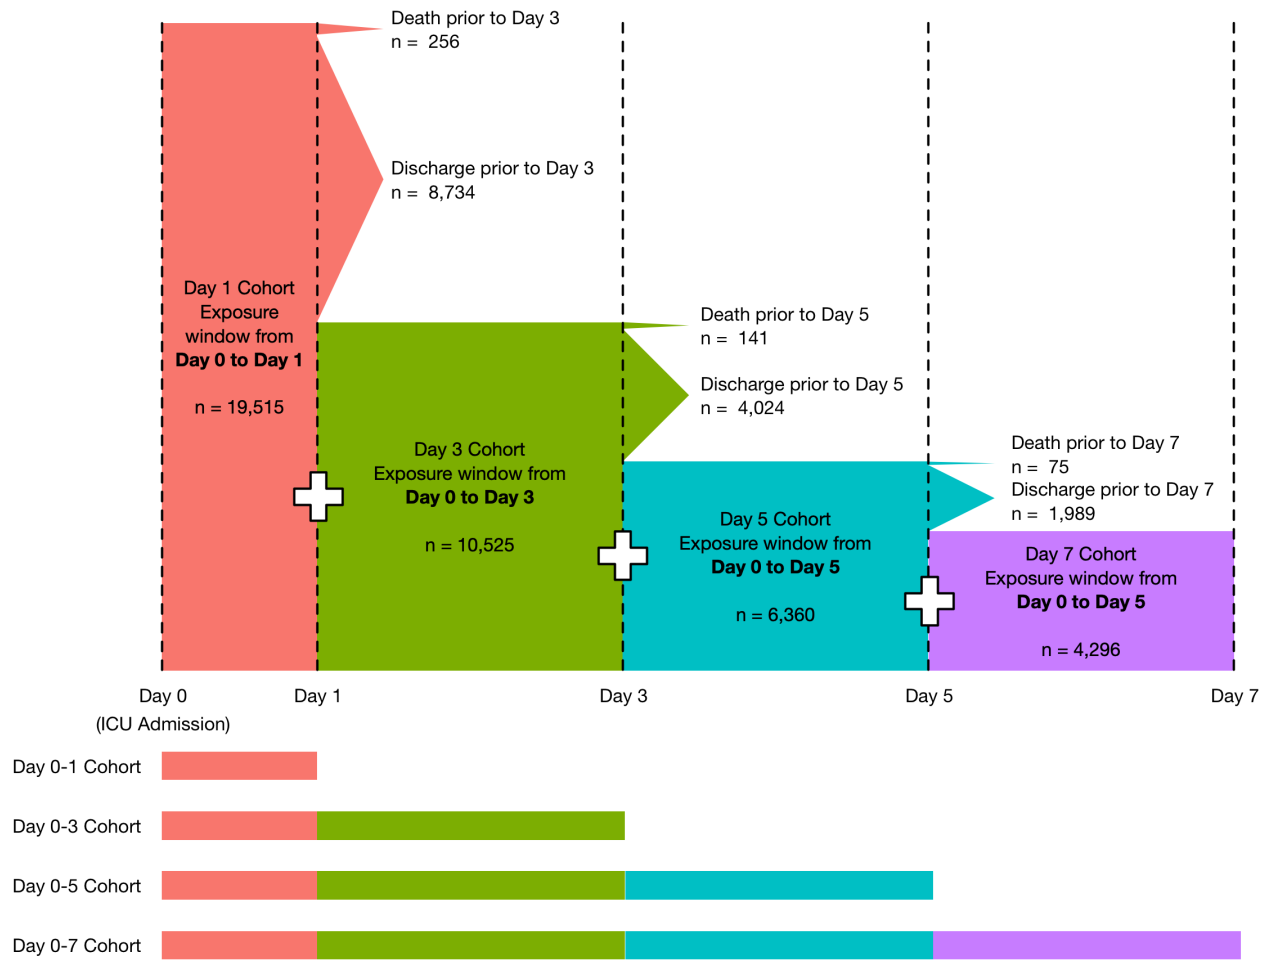 Death prior to Day 3
n = 256
Discharge prior to Day 3
n = 8,734
Day 1 Cohort
Exposure
window from
Day 0 to Day 1
n = 19,515
Death prior to Day 5
n = 141
Discharge prior to Day 5
n = 4,024
Day 3 Cohort
Exposure window from
Day 0 to Day 3
n = 10,525
Death prior to Day 7
n = 75
Discharge prior to Day 7
n = 1,989
Day 5 Cohort
Exposure window from
Day 0 to Day 5
n = 6,360
Day 7 Cohort
Exposure window from
Day 0 to Day 5
n = 4,296
Day 0
(ICU Admission)
Day 1
Day 3
Day 5
Day 7
Day 0-1 Cohort
Day 0-3 Cohort
Day 0-5 Cohort
Day 0-7 Cohort